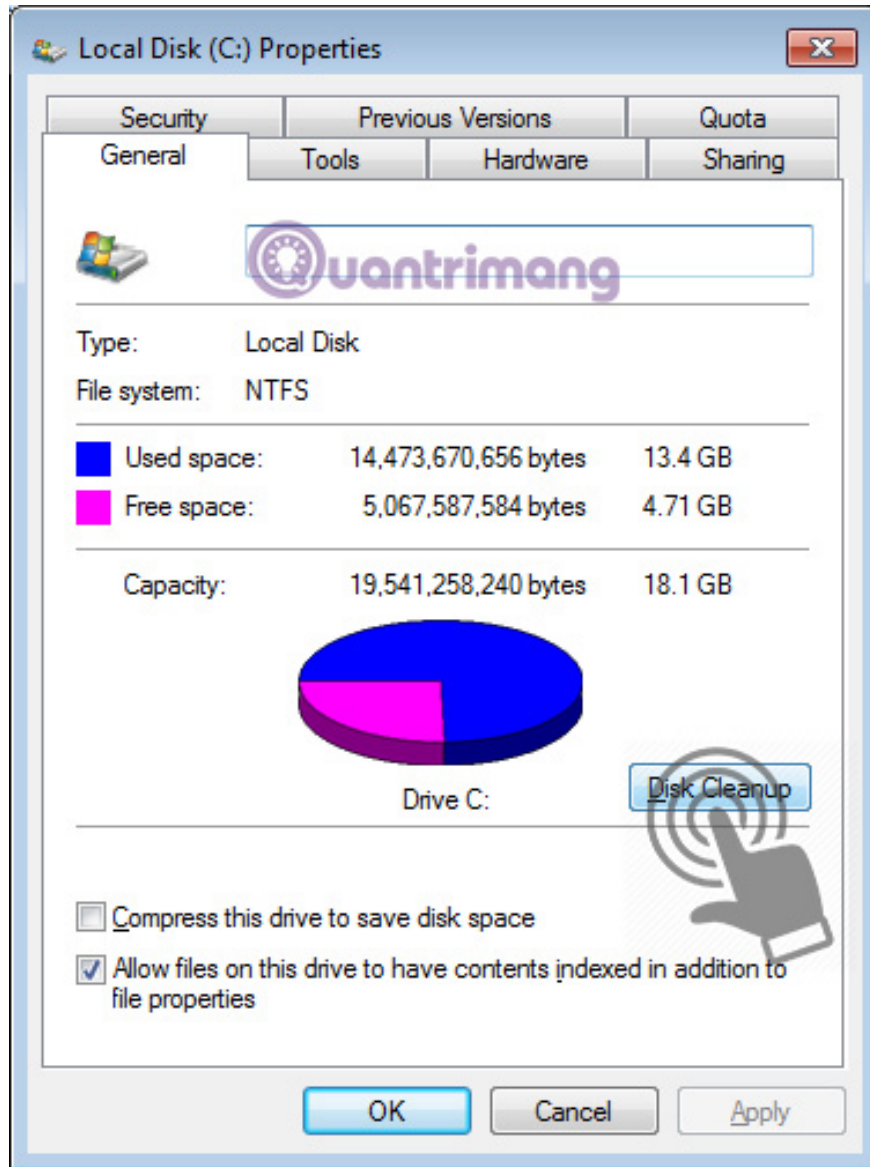 Local Disk (C:) Properties
Security Previous Versions Quota
General Tools Hardware Sharing
Quantrimang
Type: Local Disk
File system: NTFS
Used space: 14,473,670,656 bytes 13.4 GB
Free space: 5,067,587,584 bytes 4.71 GB
Capacity: 19,541,258,240 bytes 18.1 GB
Drive C:
Disk Cleanup
Compress this drive to save disk space
Allow files on this drive to have contents indexed in addition to
file properties
OK Cancel Apply